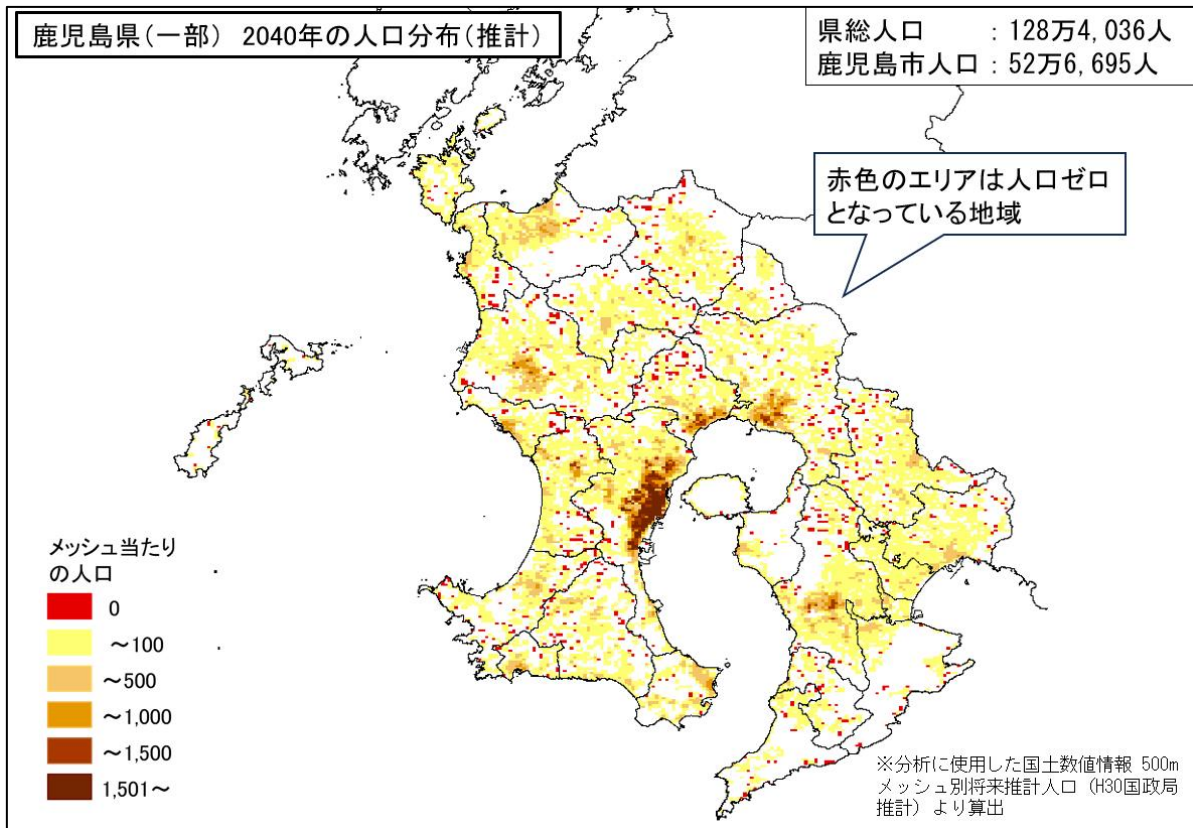 鹿児島県(一部) 2040年の人口分布(推計)
県総人口 : 128万4,036人
鹿児島市人口 : 52万6,695人
赤色のエリアは人口ゼロ
となっている地域
メッシュ当たり
の人口
0
～100
～500
～1,000
～1,500
1,501～
※分析に使用した国土数値情報 500m
メッシュ別将来推計人口 (H30国政局
推計) より算出